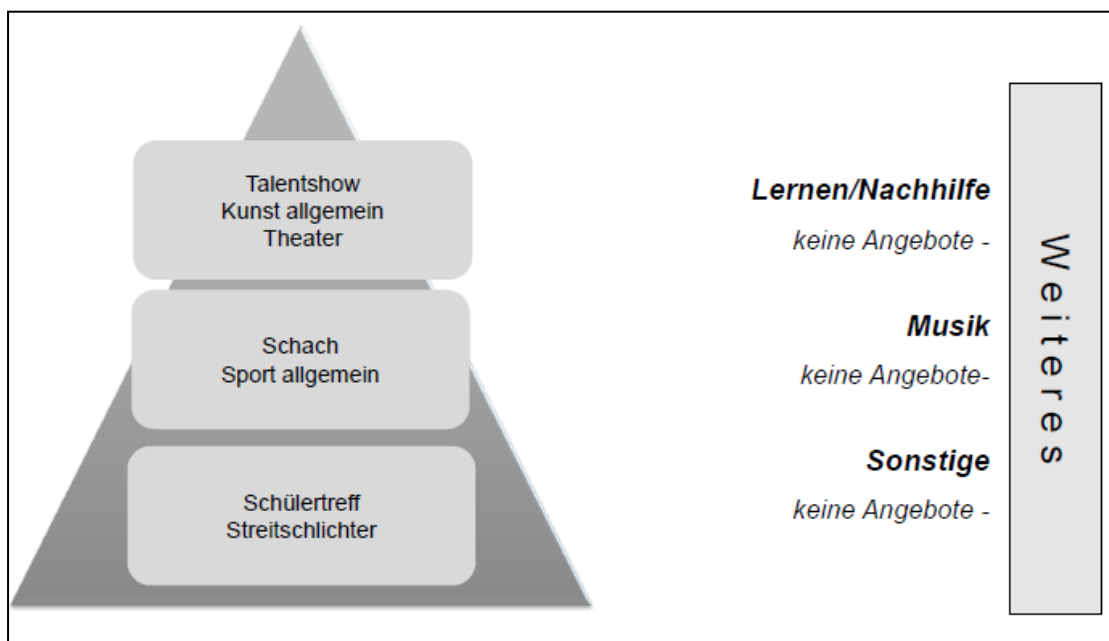 Talentshow
Kunst allgemein
Theater
Schach
Sport allgemein
Schülertreff
Streitschlichter
Lernen/Nachhilfe
keine Angebote -
Musik
keine Angebote-
Sonstige
keine Angebote -
Weiteres